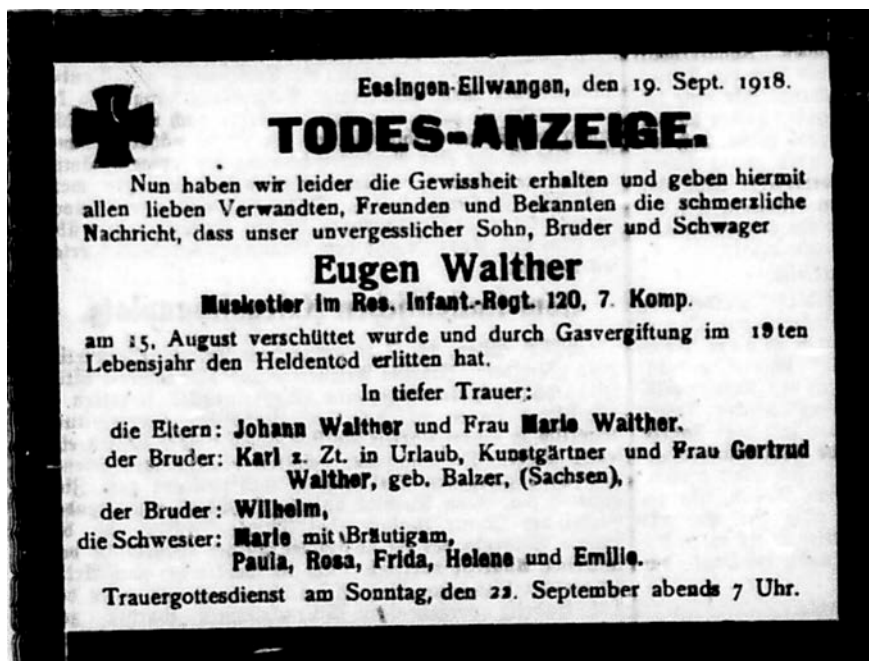 Essingen-Ellwangen, den 19. Sept. 1918.
TODES-ANZEIGE.
Nun haben wir leider die Gewissheit erhalten und geben hiermit
allen lieben Verwandten, Freunden und Bekannten die schmerzliche
Nachricht, dass unser unvergesslicher Sohn, Bruder und Schwager
Eugen Walther
Musketier im Res. Infant.-Regt. 120, 7. Komp.
am 15. August verschüttet wurde und durch Gasvergiftung im 19ten
Lebensjahr den Heldentod erlitten hat.
In tiefer Trauer:
die Eltern: Johann Walther und Frau Marie Walther.
der Bruder: Karl z. Zt. in Urlaub, Kunstgärtner und Frau Gertrud
Walther, geb. Balzer, (Sachsen),
der Bruder: Wilhelm,
die Schwester: Marie mit Bräutigam,
Paula, Rosa, Frida, Helene und Emilie.
Trauergottesdienst am Sonntag, den 22. September abends 7 Uhr.